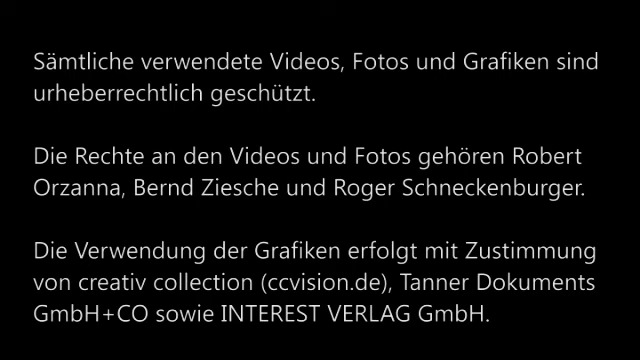 Sämtliche verwendete Videos, Fotos und Grafiken sind
urheberrechtlich geschützt.
Die Rechte an den Videos und Fotos gehören Robert
Orzanna, Bernd Ziesche und Roger Schneckenburger.
Die Verwendung der Grafiken erfolgt mit Zustimmung
von creativ collection (ccvision.de), Tanner Dokuments
GmbH+CO sowie INTEREST VERLAG GmbH.